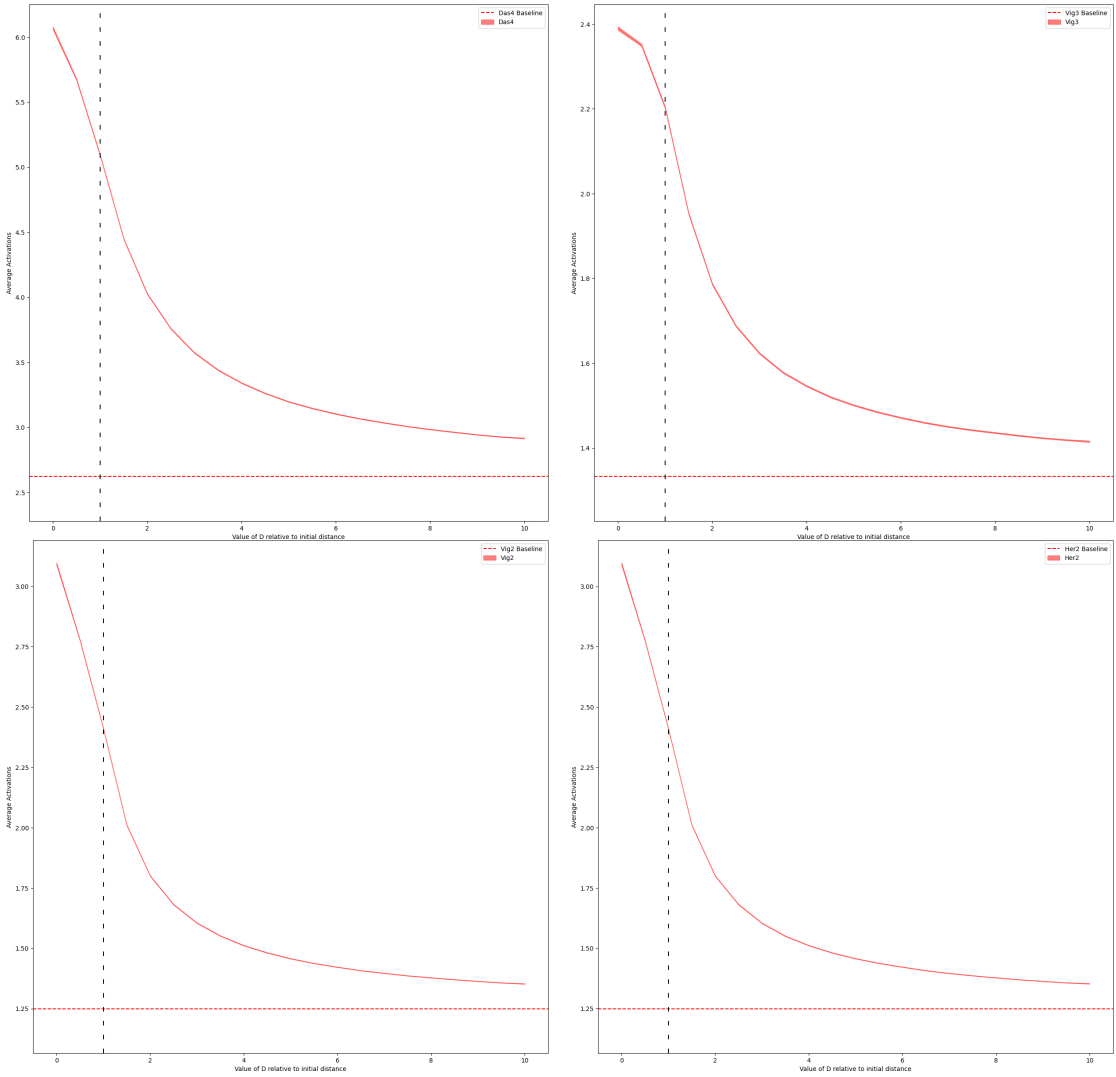 Das4 Baseline
Das4
6.0
5.5
5.0
4.5
4.0
3.5
3.0
2.5
Average Activations
0 2 4 6 8 10
Value of D relative to initial distance
Vig3 Baseline
Vig3
2.4
2.2
2.0
1.8
1.6
1.4
Average Activations
0 2 4 6 8 10
Value of D relative to initial distance
Vig2 Baseline
Vig2
3.00
2.75
2.50
2.25
2.00
1.75
1.50
1.25
Average Activations
0 2 4 6 8 10
Value of D relative to initial distance
Her2 Baseline
Her2
3.00
2.75
2.50
2.25
2.00
1.75
1.50
1.25
Average Activations
0 2 4 6 8 10
Value of D relative to initial distance